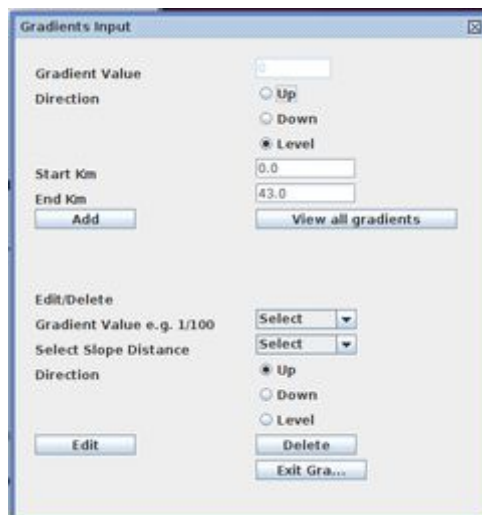 Gradients Input
Gradient Value 0
Direction Up
Down
Level
Start Km 0.0
End Km 43.0
Add View all gradients
Edit/Delete
Gradient Value e.g. 1/100 Select
Select Slope Distance Select
Direction Up
Down
Level
Edit Delete
Exit Gra...